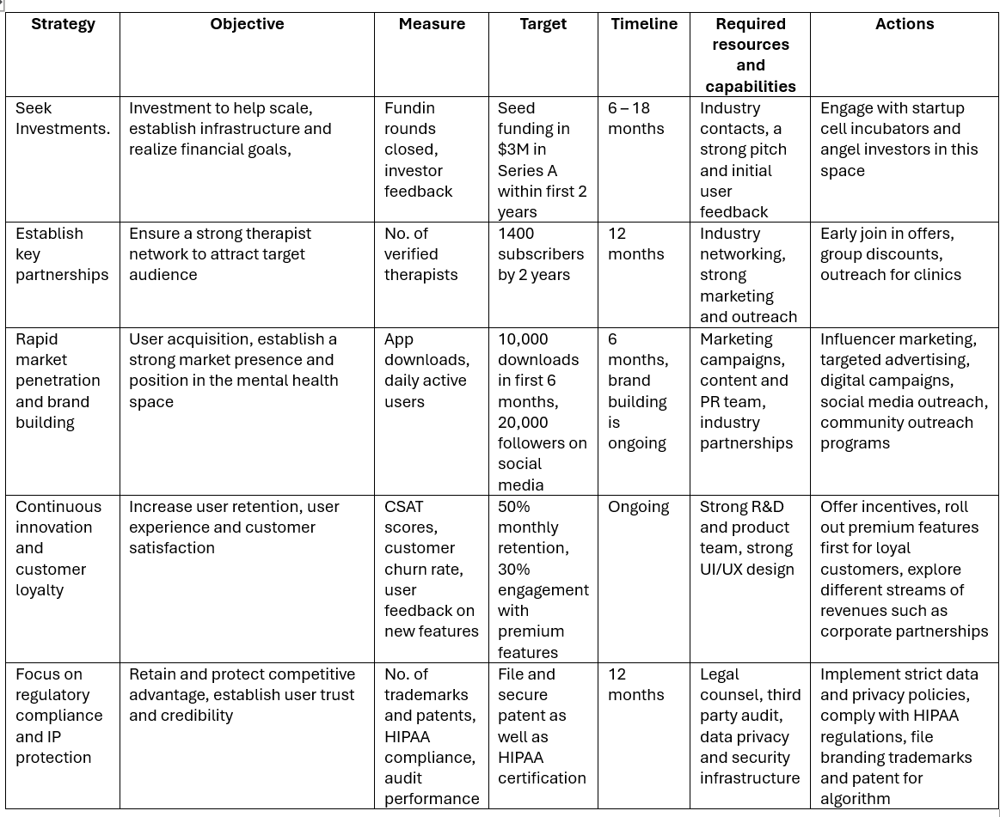 Strategy
Objective
Measure
Target
Timeline
Required
resources
and
capabilities
Actions
Seek
Investments.
Investment to help scale,
establish infrastructure and
realize financial goals,
Fundin
rounds
closed,
investor
feedback
Seed
funding in
$3M in
Series A
within first 2
years
6 – 18
months
Industry
contacts, a
strong pitch
and initial
user
feedback
Engage with startup
cell incubators and
angel investors in this
space
Establish
key
partnerships
Ensure a strong therapist
network to attract target
audience
No. of
verified
therapists
1400
subscribers
by 2 years
12
months
Industry
networking,
strong
marketing
and outreach
Early join in offers,
group discounts,
outreach for clinics
Rapid
market
penetration
and brand
building
User acquisition, establish a
strong market presence and
position in the mental health
space
App
downloads,
daily active
users
10,000
downloads
in first 6
months,
20,000
followers on
social
media
6
months,
brand
building
is
ongoing
Marketing
campaigns,
content and
PR team,
industry
partnerships
Influencer marketing,
targeted advertising,
digital campaigns,
social media outreach,
community outreach
programs
Continuous
innovation
and
customer
loyalty
Increase user retention, user
experience and customer
satisfaction
CSAT
scores,
customer
churn rate,
user
feedback on
new features
50%
monthly
retention,
30%
engagement
with
premium
features
Ongoing
Strong R&D
and product
team, strong
UI/UX design
Offer incentives, roll
out premium features
first for loyal
customers, explore
different streams of
revenues such as
corporate partnerships
Focus on
regulatory
compliance
and IP
protection
Retain and protect competitive
advantage, establish user trust
and credibility
No. of
trademarks
and patents,
HIPAA
compliance,
audit
performance
File and
secure
patent as
well as
HIPAA
certification
12
months
Legal
counsel, third
party audit,
data privacy
and security
infrastructure
Implement strict data
and privacy policies,
comply with HIPAA
regulations, file
branding trademarks
and patent for
algorithm